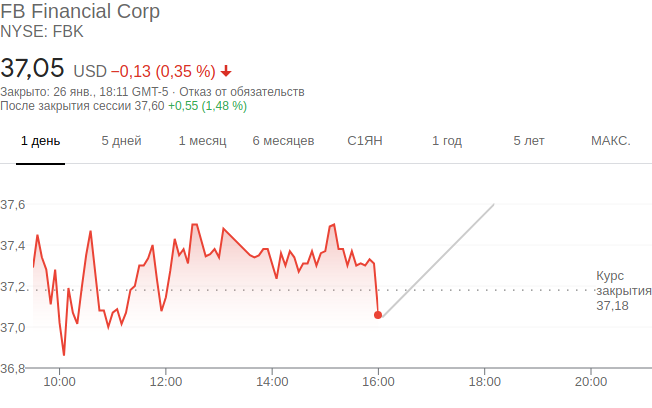 FB Financial Corp
NYSE: FBK
37,05 USD −0,13 (0,35 %)
Закрыто: 26 янв., 18:11 GMT-5 · Отказ от обязательств
После закрытия сессии 37,60 +0,55 (1,48 %)
1 день 5 дней 1 месяц 6 месяцев С1ЯН 1 год 5 лет МАКС.
37,6
37,4
37,2
37,0
36,8
Курс
закрытия
37,18
10:00 12:00 14:00 16:00 18:00 20:00